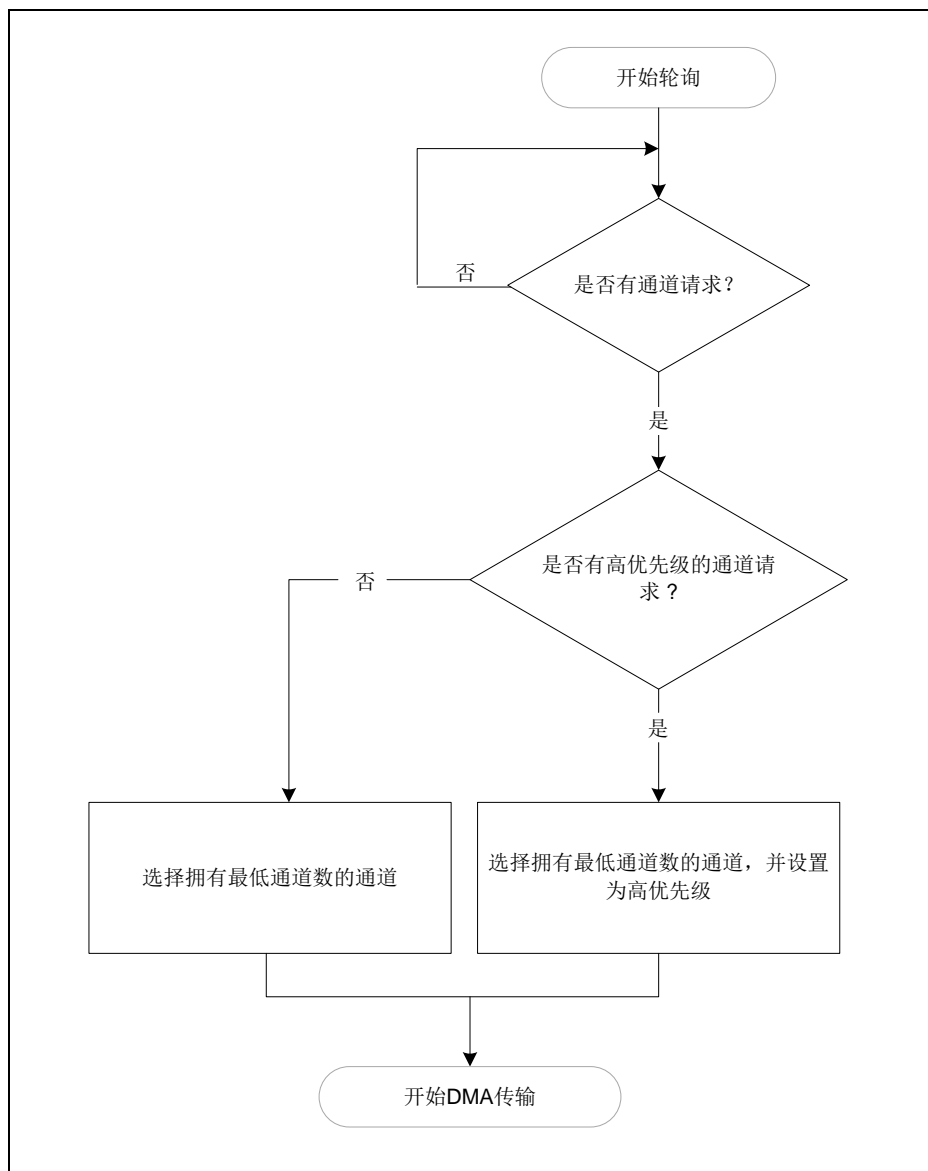 开始轮询
是否有通道请求？
否
是
是否有高优先级的通道请
求 ?
否
是
选择拥有最低通道数的通道
选择拥有最低通道数的通道，并设置
为高优先级
开始DMA传输